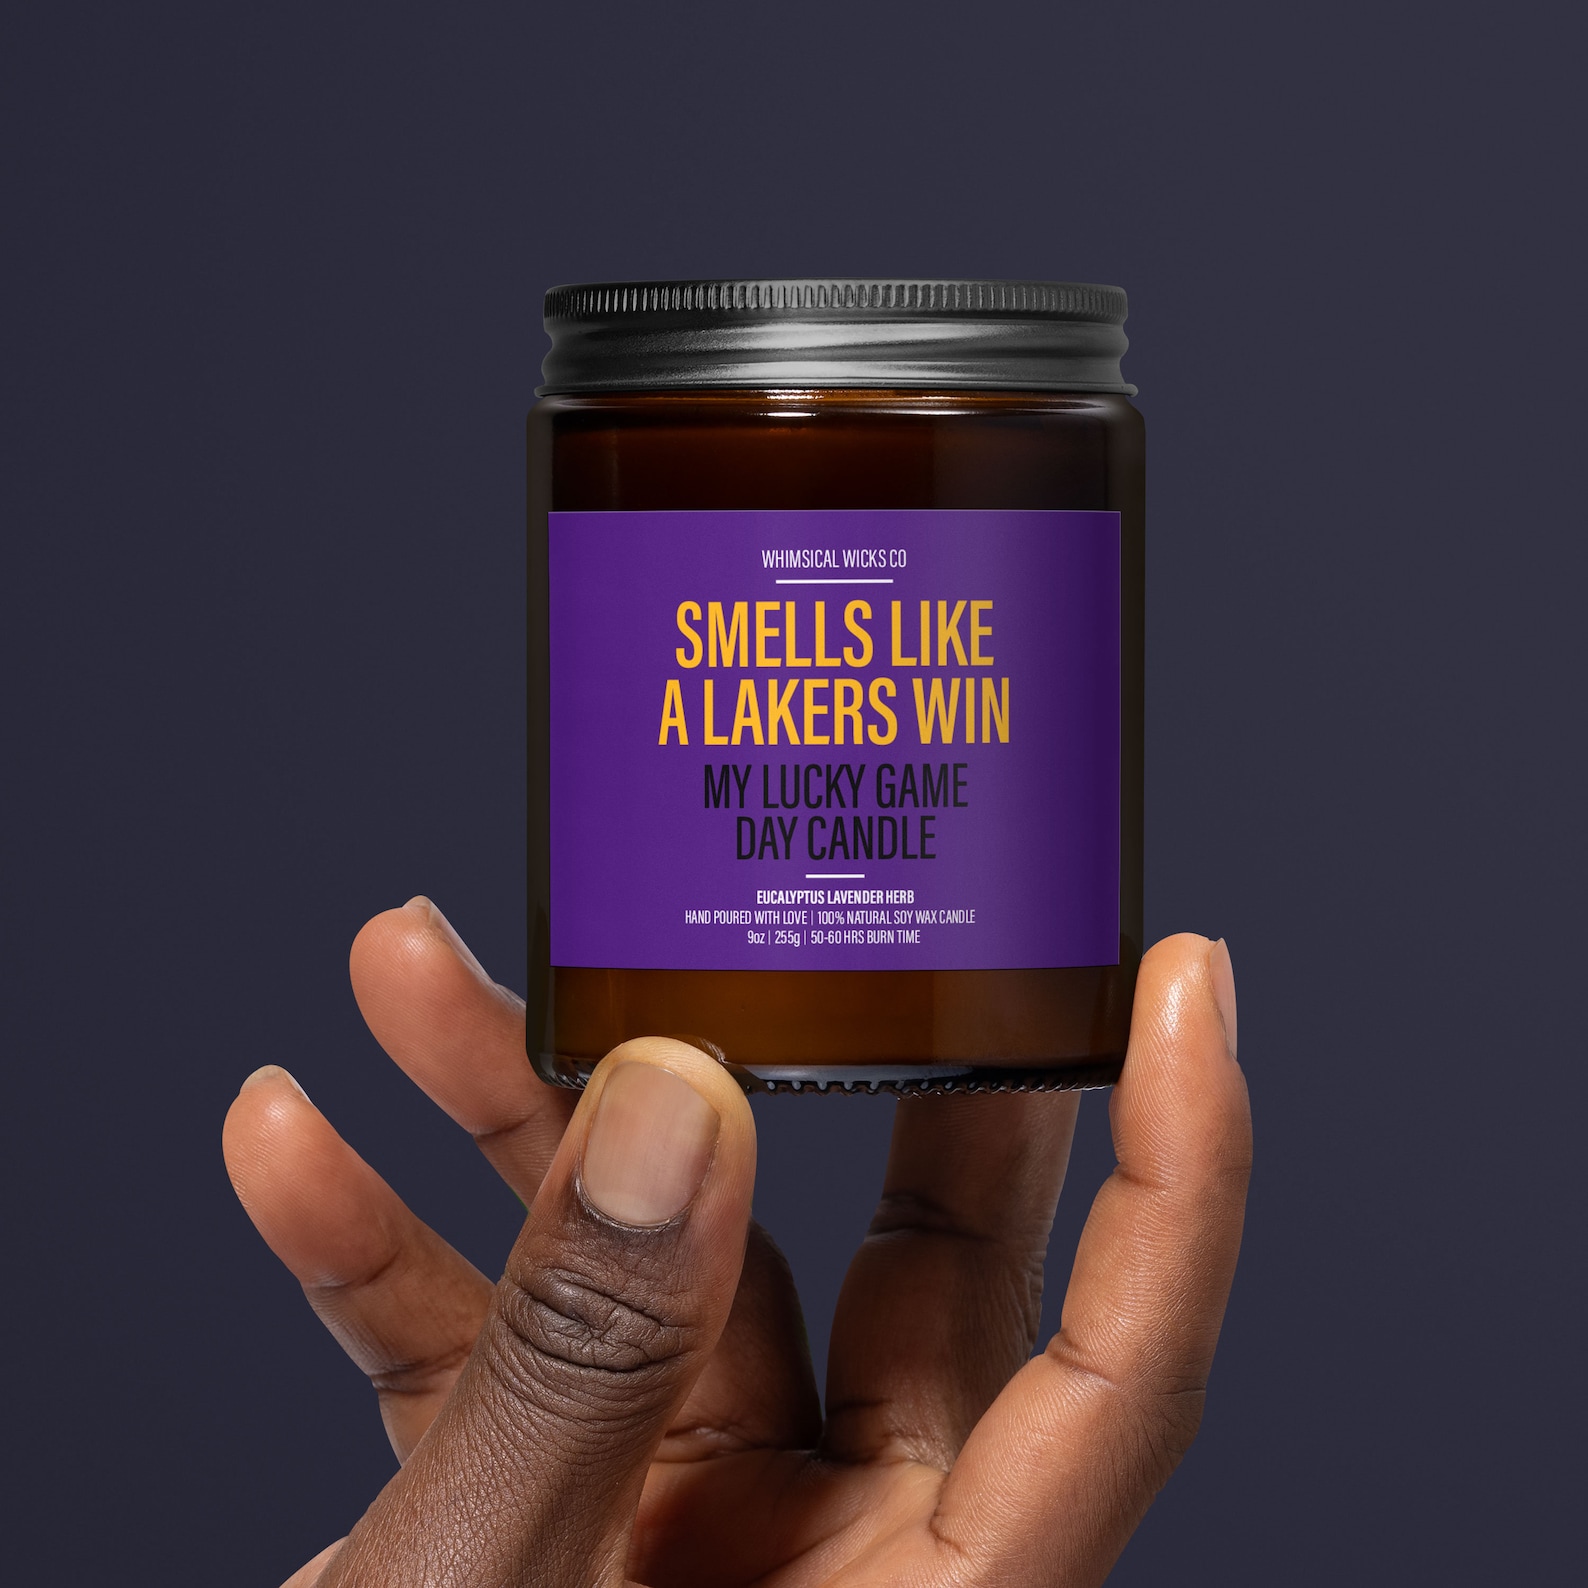 WHIMSICAL WICKS CO
SMELLS LIKE
A LAKERS WIN
MY LUCKY GAME
DAY CANDLE
EUCALYPTUS LAVENDER HERB
HAND POURED WITH LOVE | 100% NATURAL SOY WAX CANDLE
9oz | 255g | 50-60 HRS BURN TIME